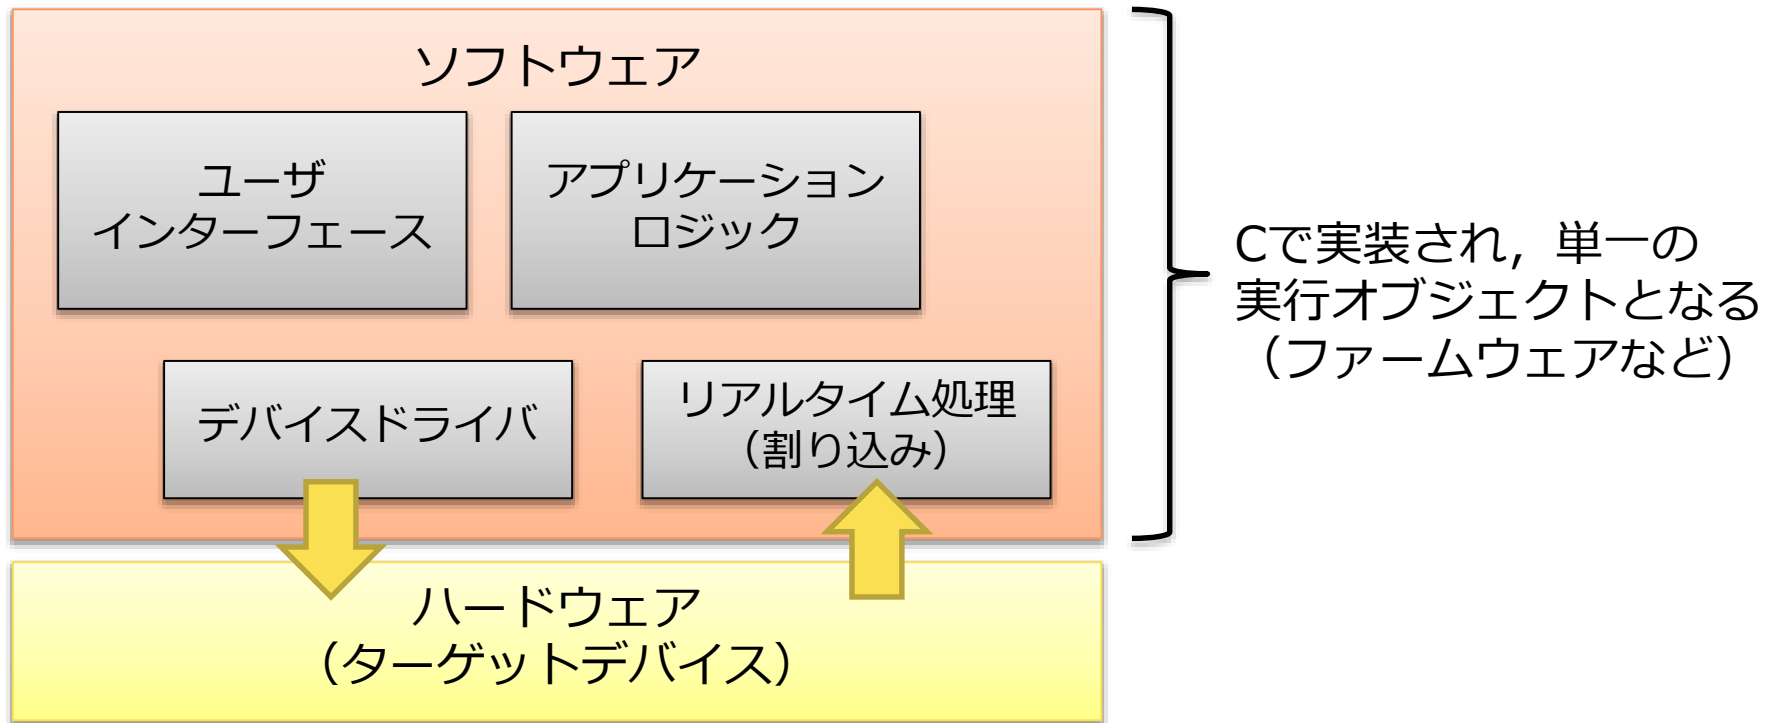 ソフトウェア
ユーザ
インターフェース
アプリケーション
ロジック
デバイスドライバ
リアルタイム処理
（割り込み）
ハードウェア
（ターゲットデバイス）
Cで実装され，単一の
実行オブジェクトとなる
（ファームウェアなど）